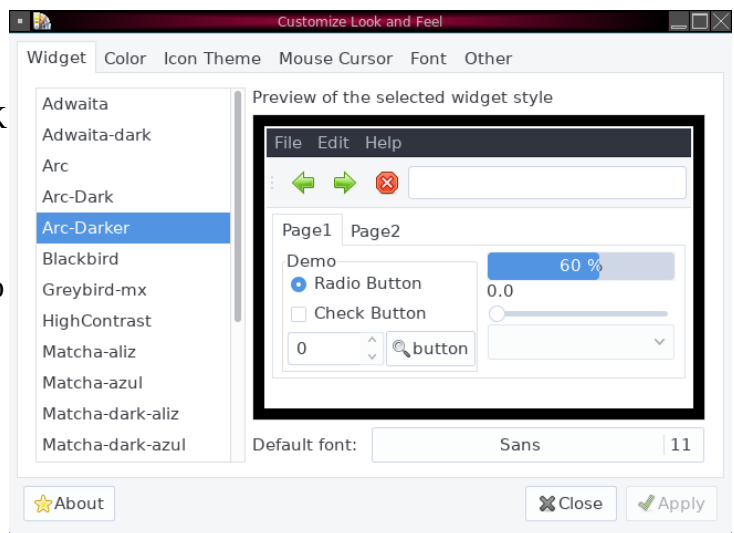 Customize Look and Feel
Widget Color Icon Theme Mouse Cursor Font Other
Adwaita
Adwaita-dark
Arc
Arc-Dark
Arc-Darker
Blackbird
Greybird-mx
HighContrast
Matcha-aliz
Matcha-azul
Matcha-dark-aliz
Matcha-dark-azul
Preview of the selected widget style
File Edit Help
Page1 Page2
Demo
Radio Button
Check Button
0 button
60 %
0.0
Default font: Sans 11
About Close Apply